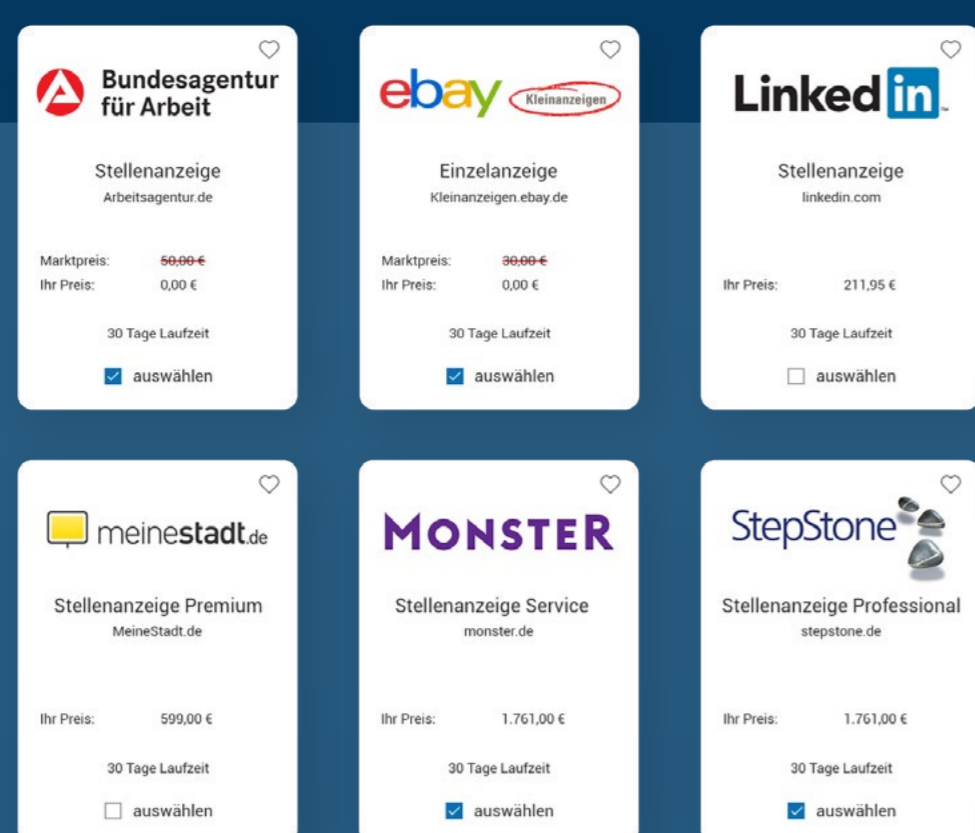 Bundesagentur
für Arbeit
Stellenanzeige
Arbeitsagentur.de
Marktpreis: 50,00 €
Ihr Preis: 0,00 €
30 Tage Laufzeit
auswählen
ebay Kleinanzeigen
Einzelanzeige
Kleinanzeigen.ebay.de
Marktpreis: 30,00 €
Ihr Preis: 0,00 €
30 Tage Laufzeit
auswählen
Linked in
Stellenanzeige
linkedin.com
Ihr Preis: 211,95 €
30 Tage Laufzeit
auswählen
meinestadt.de
Stellenanzeige Premium
MeineStadt.de
Ihr Preis: 599,00 €
30 Tage Laufzeit
auswählen
MONSTER
Stellenanzeige Service
monster.de
Ihr Preis: 1.761,00 €
30 Tage Laufzeit
auswählen
StepStone
Stellenanzeige Professional
stepstone.de
Ihr Preis: 1.761,00 €
30 Tage Laufzeit
auswählen